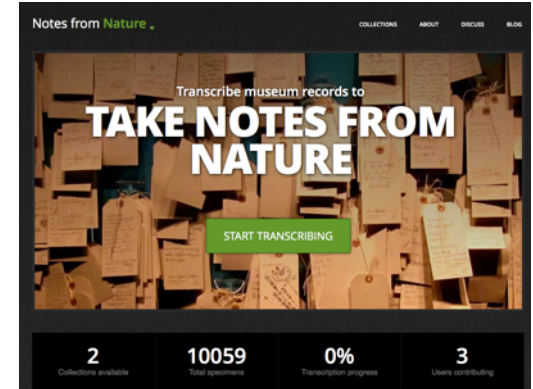 Notes from Nature .
COLLECTIONS ABOUT DISCUSS BLOG
Transcribe museum records to
TAKE NOTES FROM
NATURE
START TRANSCRIBING
2 10059 0% 3
Collections available Total specimens Transcription progress Users contributing